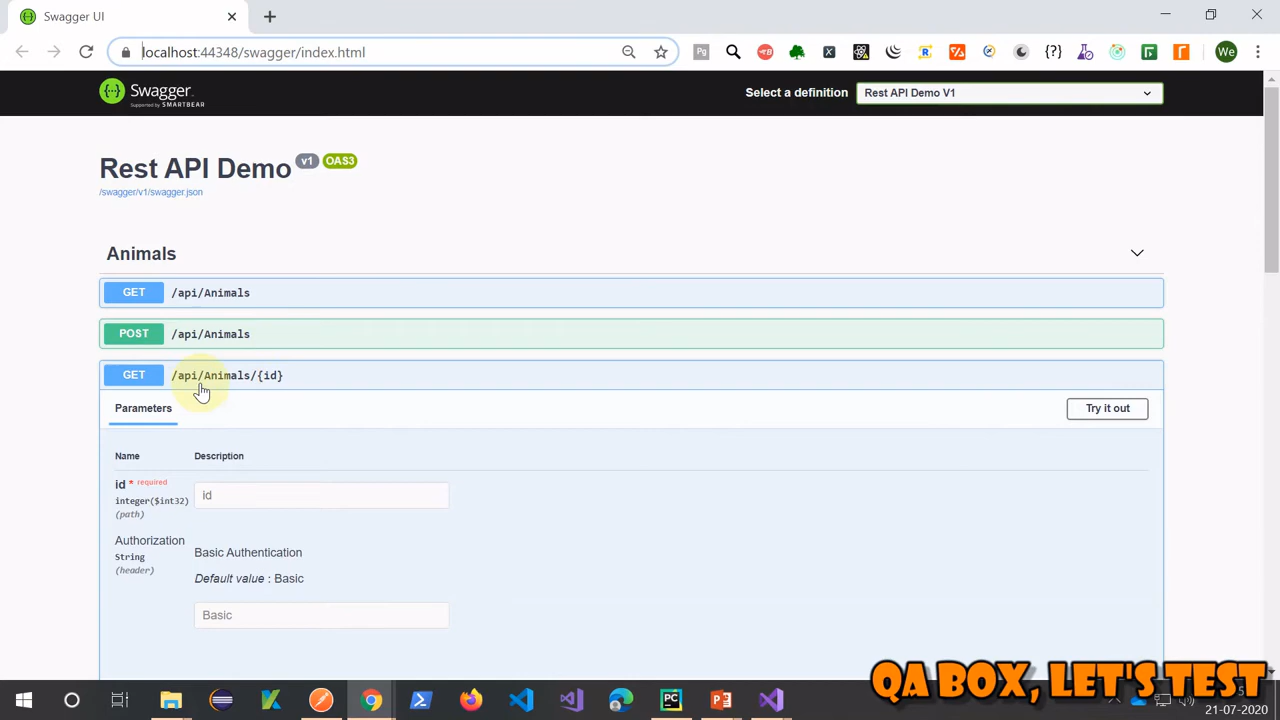 Swagger UI
localhost:44348/swagger/index.html
Pg
We
Swagger
Supported by SMARTBEAR
Select a definition
Rest API Demo V1
Rest API Demo v1 OAS3
/swagger/v1/swagger.json
Animals
GET /api/Animals
POST /api/Animals
GET /api/Animals/{id}
Parameters
Try it out
Name Description
id * required
integer($int32)
(path)
id
Authorization
String
(header)
Basic Authentication
Default value : Basic
Basic
QA BOX, LET'S TEST
PC
21-07-2020